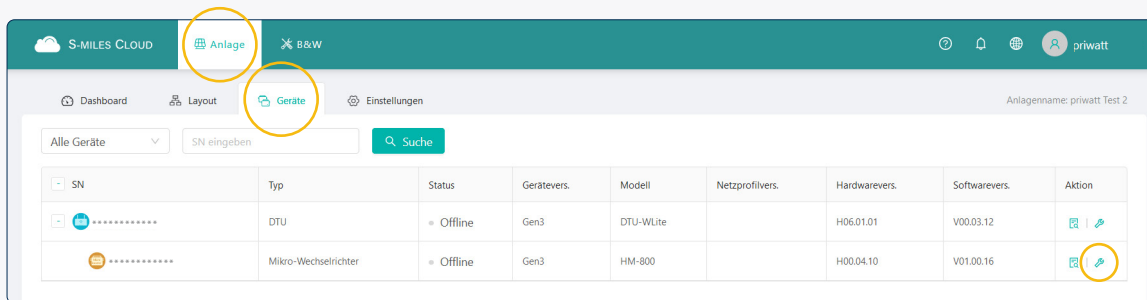 S-MILES CLOUD Anlage B&W priwatt
Dashboard Layout Geräte Einstellungen Anlagenname: priwatt Test 2
Alle Geräte SN eingeben Suche
SN Typ Status Gerätevers. Modell Netzprofilvers. Hardwarevers. Softwarevers. Aktion
************ DTU Offline Gen3 DTU-WLite H06.01.01 V00.03.12
************ Mikro-Wechselrichter Offline Gen3 HM-800 H00.04.10 V01.00.16